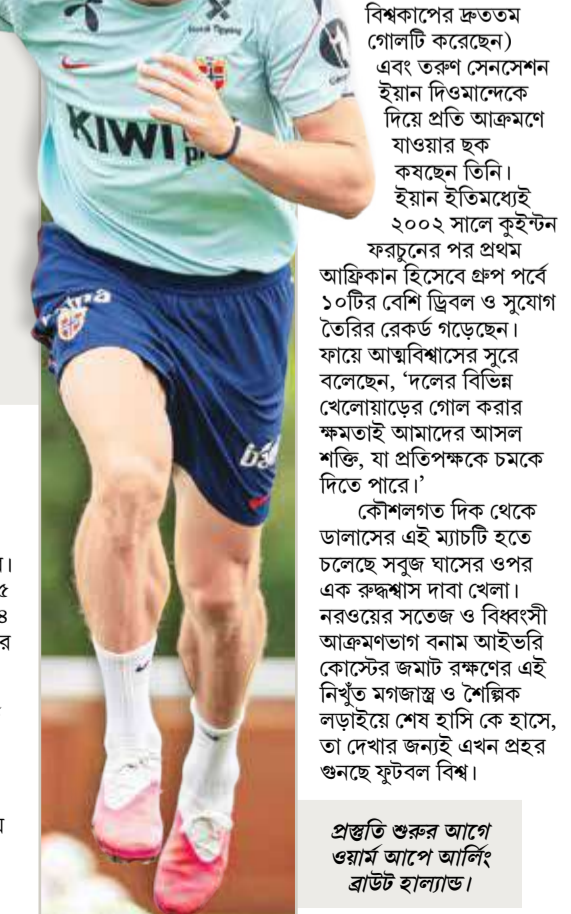 বিশ্বকাপের দ্রুততম
গোলটি করেছেন)
এবং তরুণ সেনসেশন
ইয়ান দিওমান্দেকে
দিয়ে প্রতি আক্রমণে
যাওয়ার ছক
কষছেন তিনি।
ইয়ান ইতিমধ্যেই
২০০২ সালে কুইন্টন
ফরচুনের পর প্রথম
আফ্রিকান হিসেবে গ্রুপ পর্বে
১০টির বেশি ড্রিবল ও সুযোগ
তৈরির রেকর্ড গড়েছেন।
ফায়ে আত্মবিশ্বাসের সুরে
বলেছেন, ‘দলের বিভিন্ন
খেলোয়াড়ের গোল করার
ক্ষমতাই আমাদের আসল
শক্তি, যা প্রতিপক্ষকে চমকে
দিতে পারে।’
কৌশলগত দিক থেকে
ডালাসের এই ম্যাচটি হতে
চলেছে সবুজ ঘাসের ওপর
এক রুদ্ধশ্বাস দাবা খেলা।
নরওয়ের সতেজ ও বিধ্বংসী
আক্রমণভাগ বনাম আইভরি
কোস্টের জমাট রক্ষণের এই
নিখুঁত মগজাস্ত্র ও শৈল্পিক
লড়াইয়ে শেষ হাসি কে হাসে,
তা দেখার জন্যই এখন প্রহর
গুনছে ফুটবল বিশ্ব।
প্রস্তুতি শুরুর আগে
ওয়ার্ম আপে আর্লিং
ব্রাউট হাল্যান্ড।
KIWI